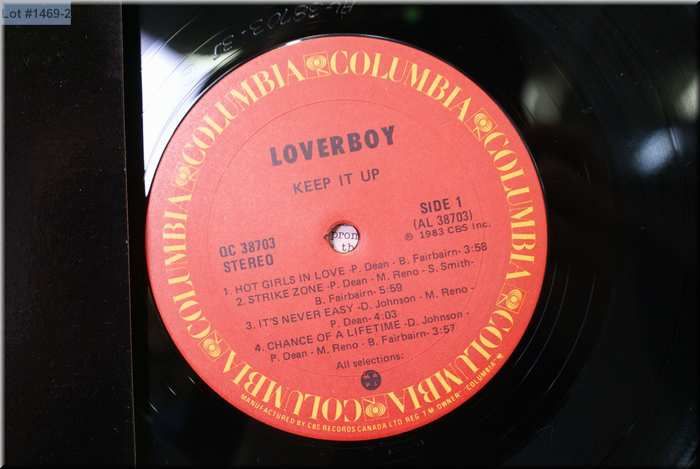 Lot #1469-2
COLUMBIA COLUMBIA COLUMBIA COLUMBIA COLUMBIA COLUMBIA
LOVERBOY
KEEP IT UP
SIDE 1
(AL 38703)
℗ 1983 CBS Inc.
QC 38703
STEREO
prom
th
1. HOT GIRLS IN LOVE -P. Dean - B. Fairbairn- 3:58
2. STRIKE ZONE -P. Dean - M. Reno - S. Smith-
B. Fairbairn- 5:59
3. IT'S NEVER EASY -D. Johnson - M. Reno -
P. Dean- 4:03
4. CHANCE OF A LIFETIME -D. Johnson -
P. Dean - M. Reno - B. Fairbairn- 3:57
All selections:
MANUFACTURED BY CBS RECORDS CANADA LTD REG T M OWNER "COLUMBIA"